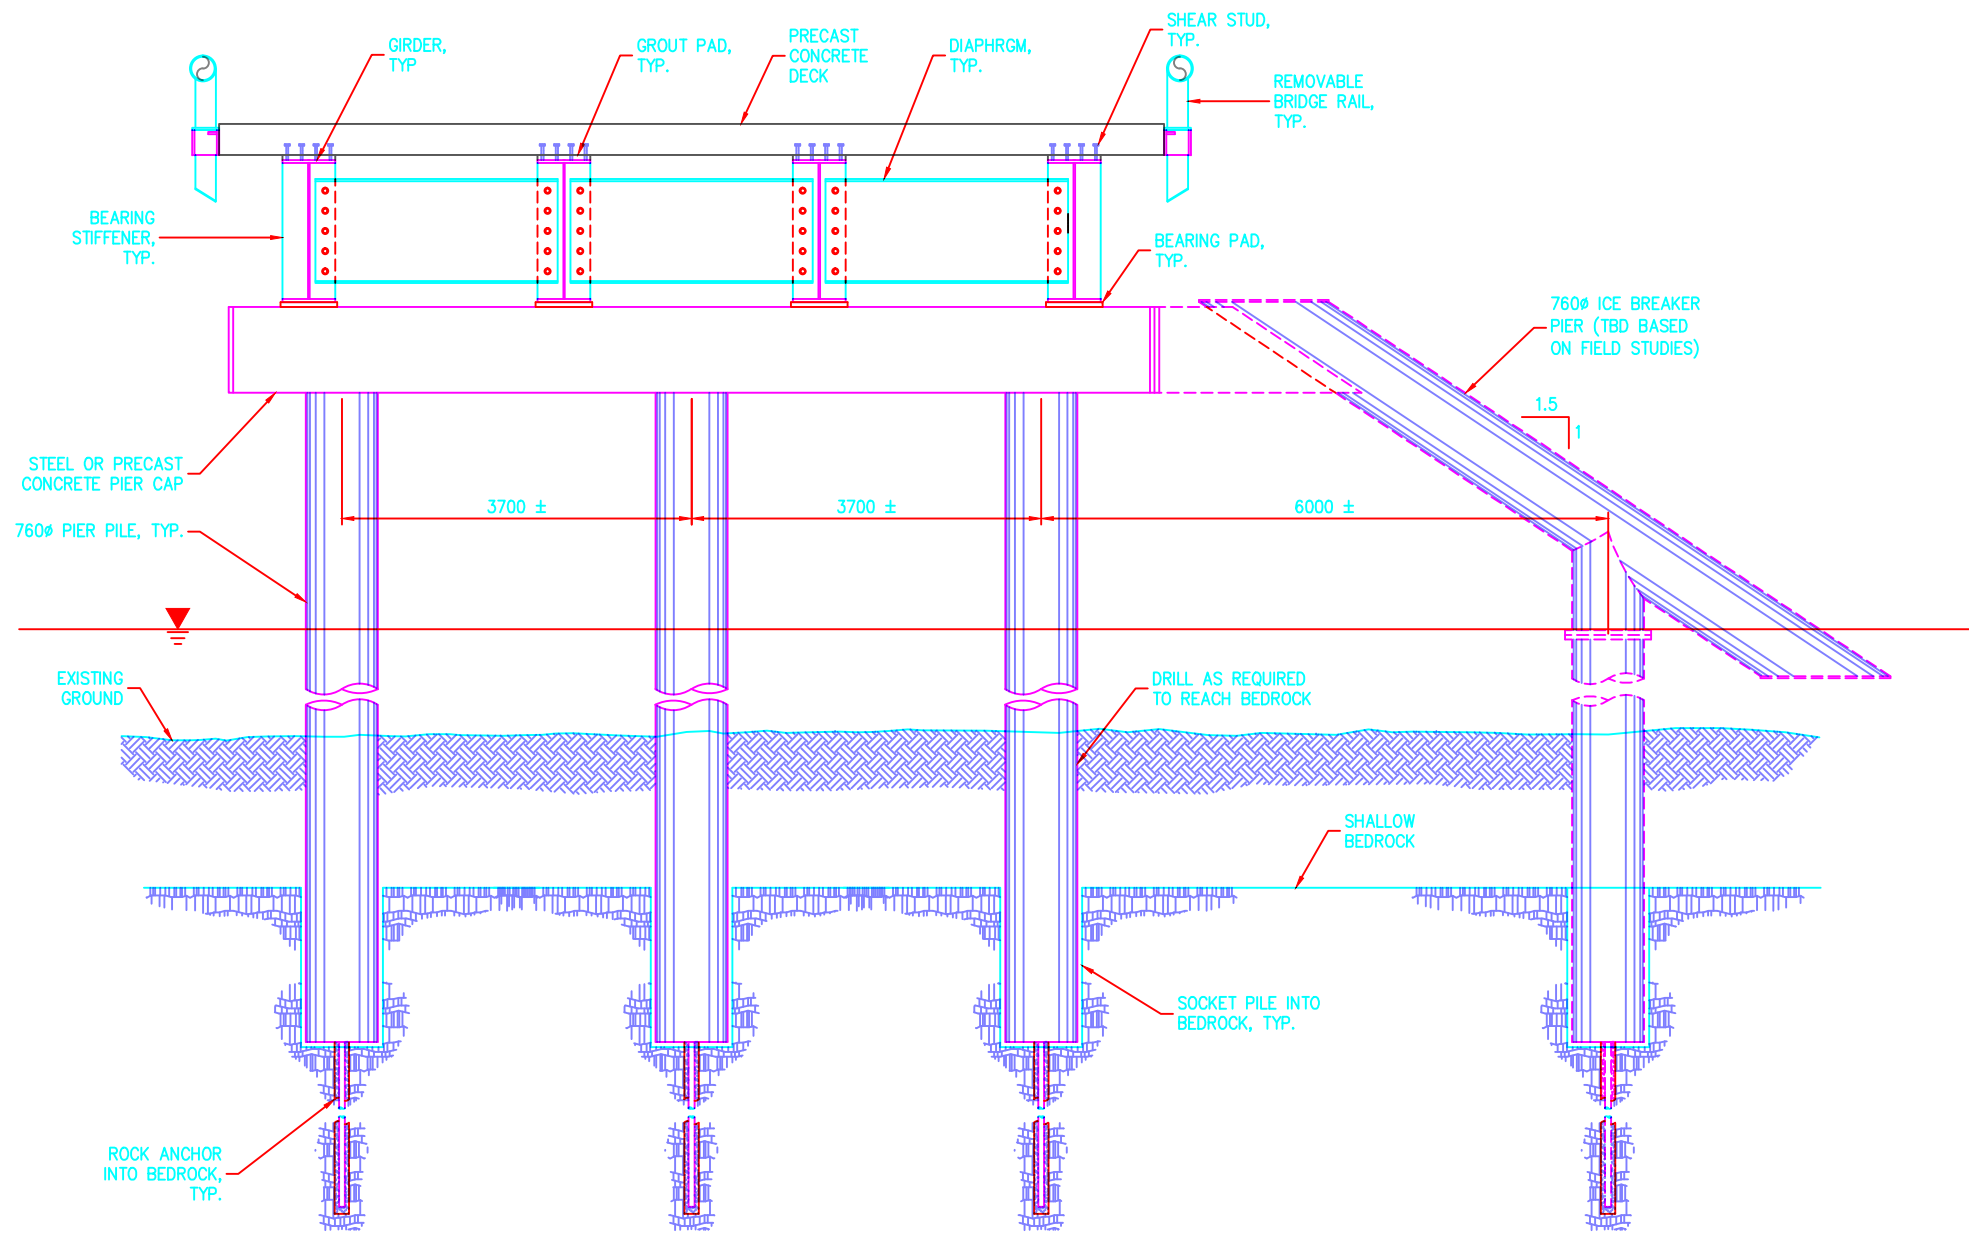 GIRDER,
TYP
GROUT PAD,
TYP.
PRECAST
CONCRETE
DECK
DIAPHRGM,
TYP.
SHEAR STUD,
TYP.
REMOVABLE
BRIDGE RAIL,
TYP.
BEARING
STIFFENER,
TYP.
BEARING PAD,
TYP.
760ø ICE BREAKER
PIER (TBD BASED
ON FIELD STUDIES)
1.5
1
STEEL OR PRECAST
CONCRETE PIER CAP
3700 ±
3700 ±
6000 ±
760ø PIER PILE, TYP.
EXISTING
GROUND
DRILL AS REQUIRED
TO REACH BEDROCK
SHALLOW
BEDROCK
SOCKET PILE INTO
BEDROCK, TYP.
ROCK ANCHOR
INTO BEDROCK,
TYP.